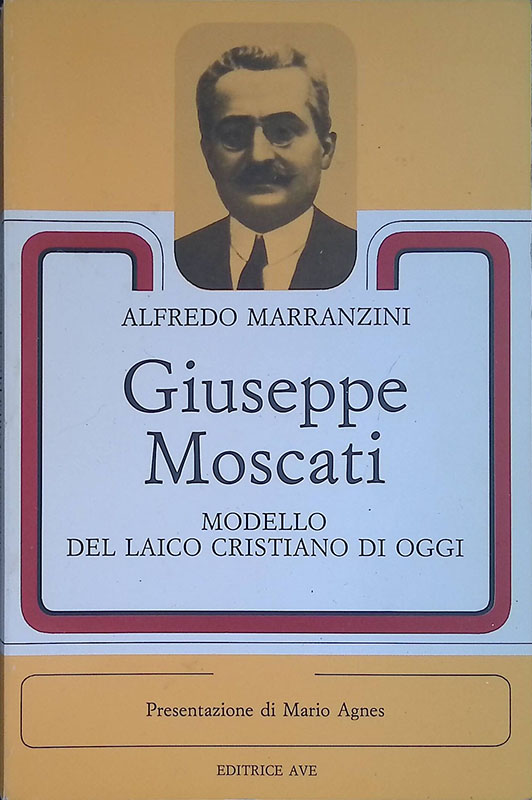 ALFREDO MARRANZINI
Giuseppe
Moscati
MODELLO
DEL LAICO CRISTIANO DI OGGI
Presentazione di Mario Agnes
EDITRICE AVE